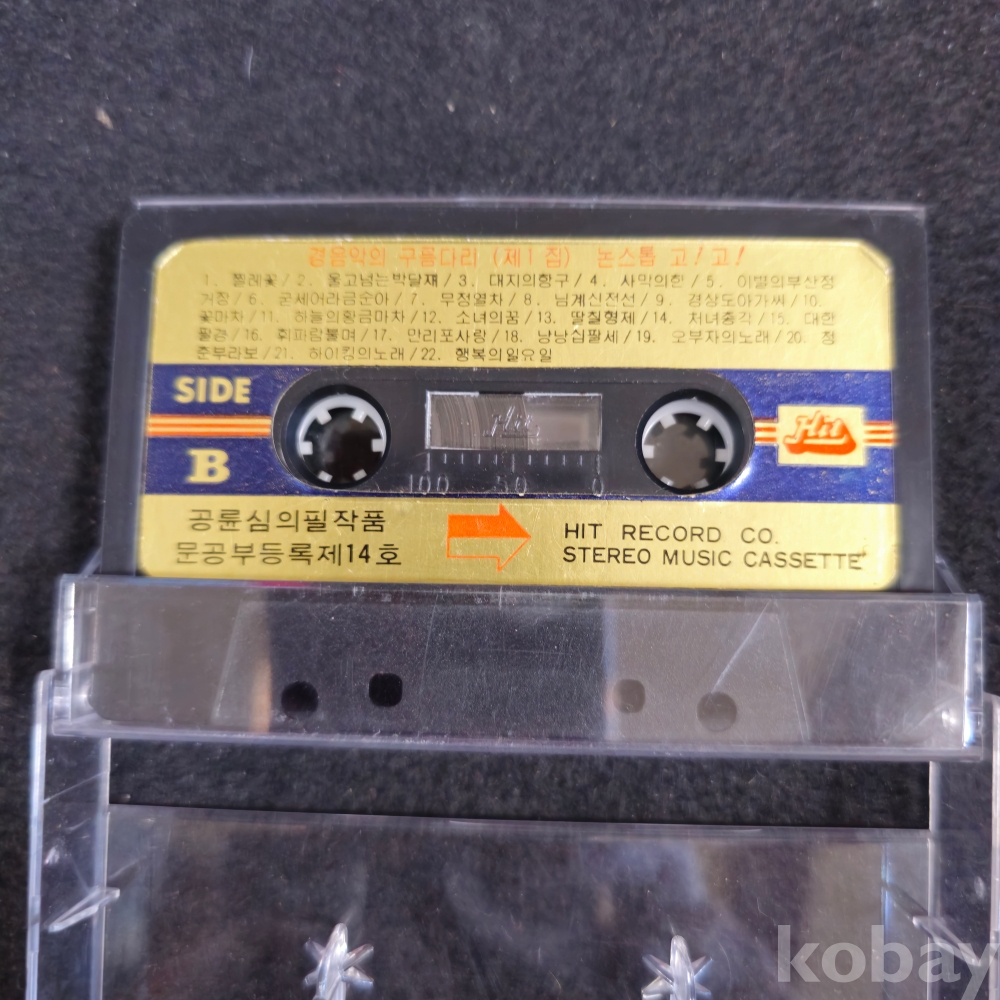 경음악의 구름다리 (제1집) 논스톱 고! 고!
1. 찔레꽃/2. 울고넘는박달재/3. 대지의항구/4. 사막의한/5. 이별의부산정
거장/6. 굳세어라금순아/7. 무정열차/8. 님계신전선/9. 경상도아가씨/10.
꽃마차/11. 하늘의황금마차/12. 소녀의꿈/13. 딸칠형제/14. 처녀총각/15. 대한
팔경/16. 휘파람불며/17. 만리포사랑/18. 낭낭십팔세/19. 오부자의노래/20. 청
춘부라보/21. 하이킹의노래/22. 행복의일요일
SIDE
B
Hit
Hit
100 50 0
공륜심의필작품
문공부등록제14호
HIT RECORD CO.
STEREO MUSIC CASSETTE
kobay